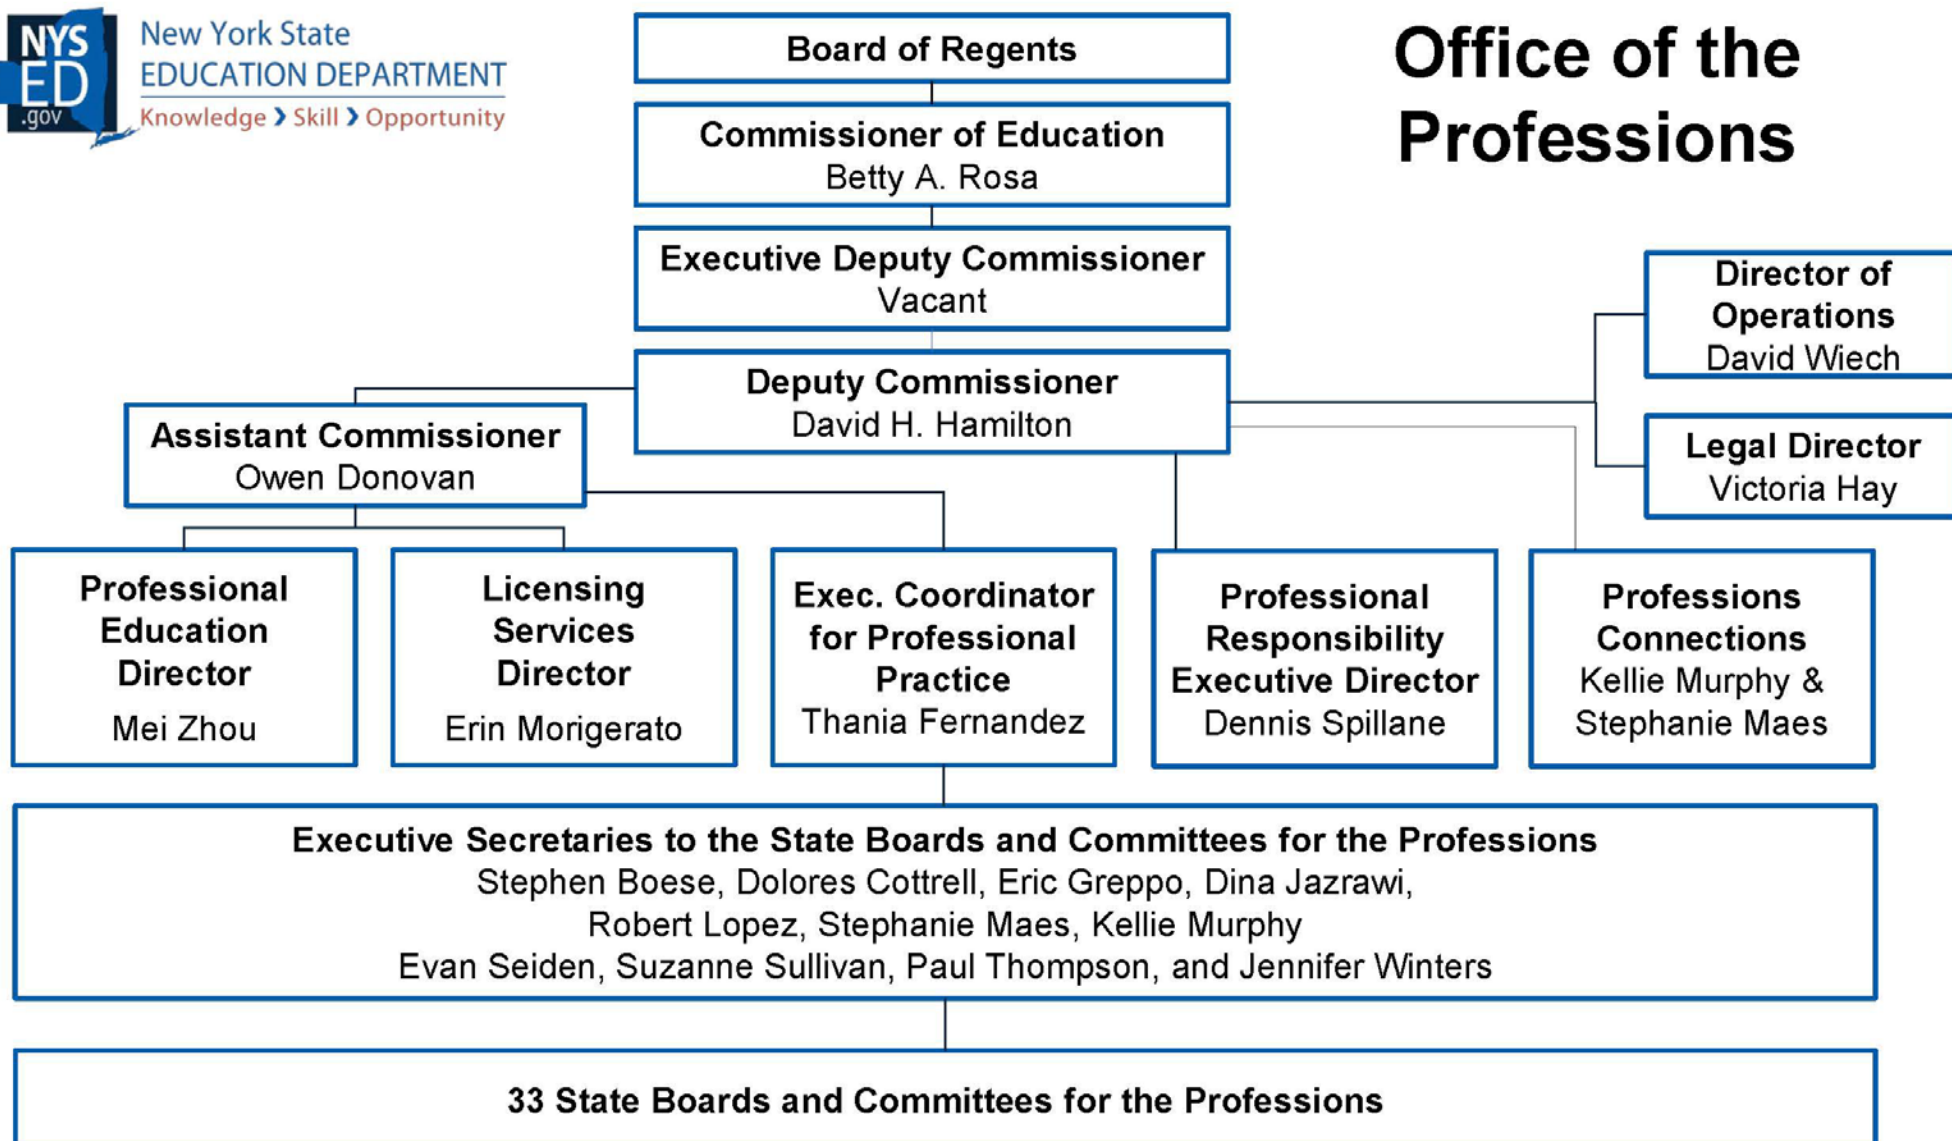 NYS
ED
.gov
New York State
EDUCATION DEPARTMENT
Knowledge > Skill > Opportunity
Office of the
Professions
Board of Regents
Commissioner of Education
Betty A. Rosa
Executive Deputy Commissioner
Vacant
Deputy Commissioner
David H. Hamilton
Director of
Operations
David Wiech
Legal Director
Victoria Hay
Assistant Commissioner
Owen Donovan
Professional
Education
Director
Mei Zhou
Licensing
Services
Director
Erin Morigerato
Exec. Coordinator
for Professional
Practice
Thania Fernandez
Professional
Responsibility
Executive Director
Dennis Spillane
Professions
Connections
Kellie Murphy &
Stephanie Maes
Executive Secretaries to the State Boards and Committees for the Professions
Stephen Boese, Dolores Cottrell, Eric Greppo, Dina Jazrawi,
Robert Lopez, Stephanie Maes, Kellie Murphy
Evan Seiden, Suzanne Sullivan, Paul Thompson, and Jennifer Winters
33 State Boards and Committees for the Professions